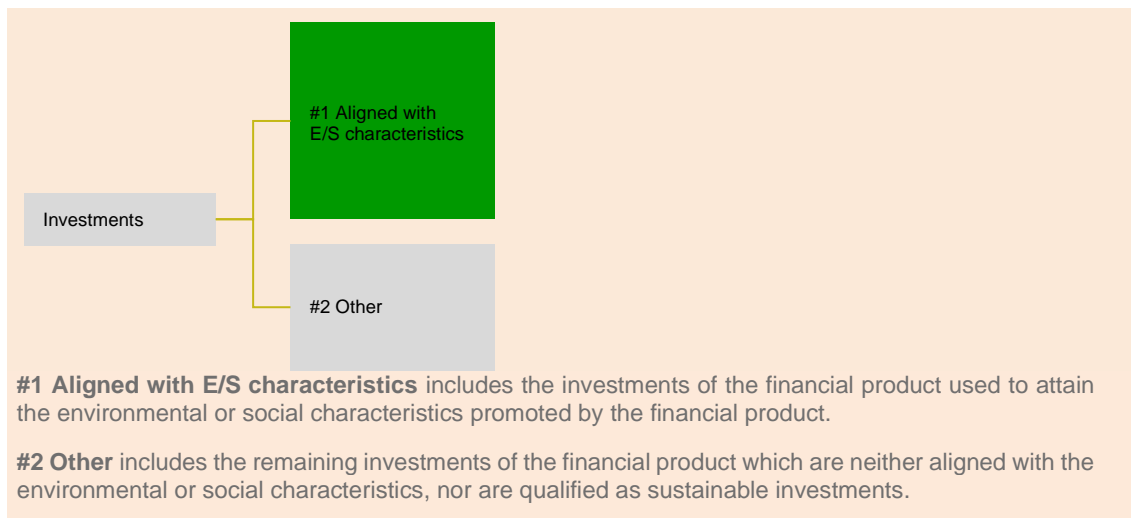 #1 Aligned with
E/S characteristics
Investments
#2 Other
#1 Aligned with E/S characteristics includes the investments of the financial product used to attain
the environmental or social characteristics promoted by the financial product.
#2 Other includes the remaining investments of the financial product which are neither aligned with the
environmental or social characteristics, nor are qualified as sustainable investments.